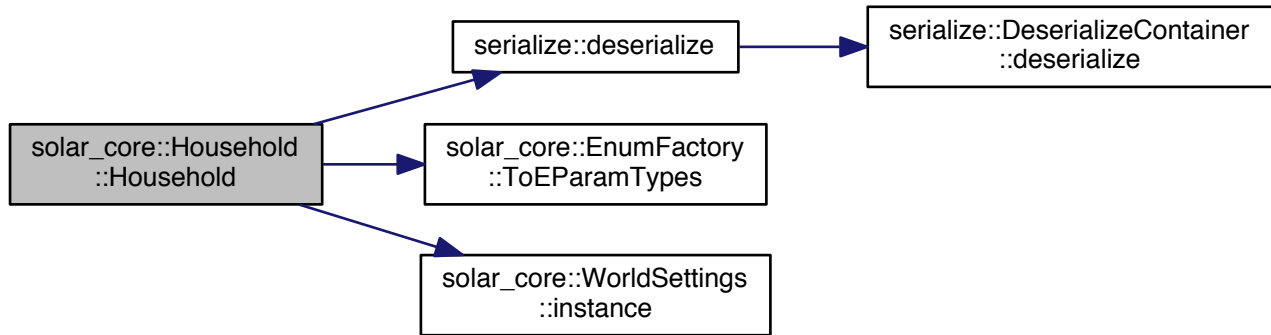 serialize::deserialize
serialize::DeserializeContainer
::deserialize
solar_core::Household
::Household
solar_core::EnumFactory
::ToEParamTypes
solar_core::WorldSettings
::instance